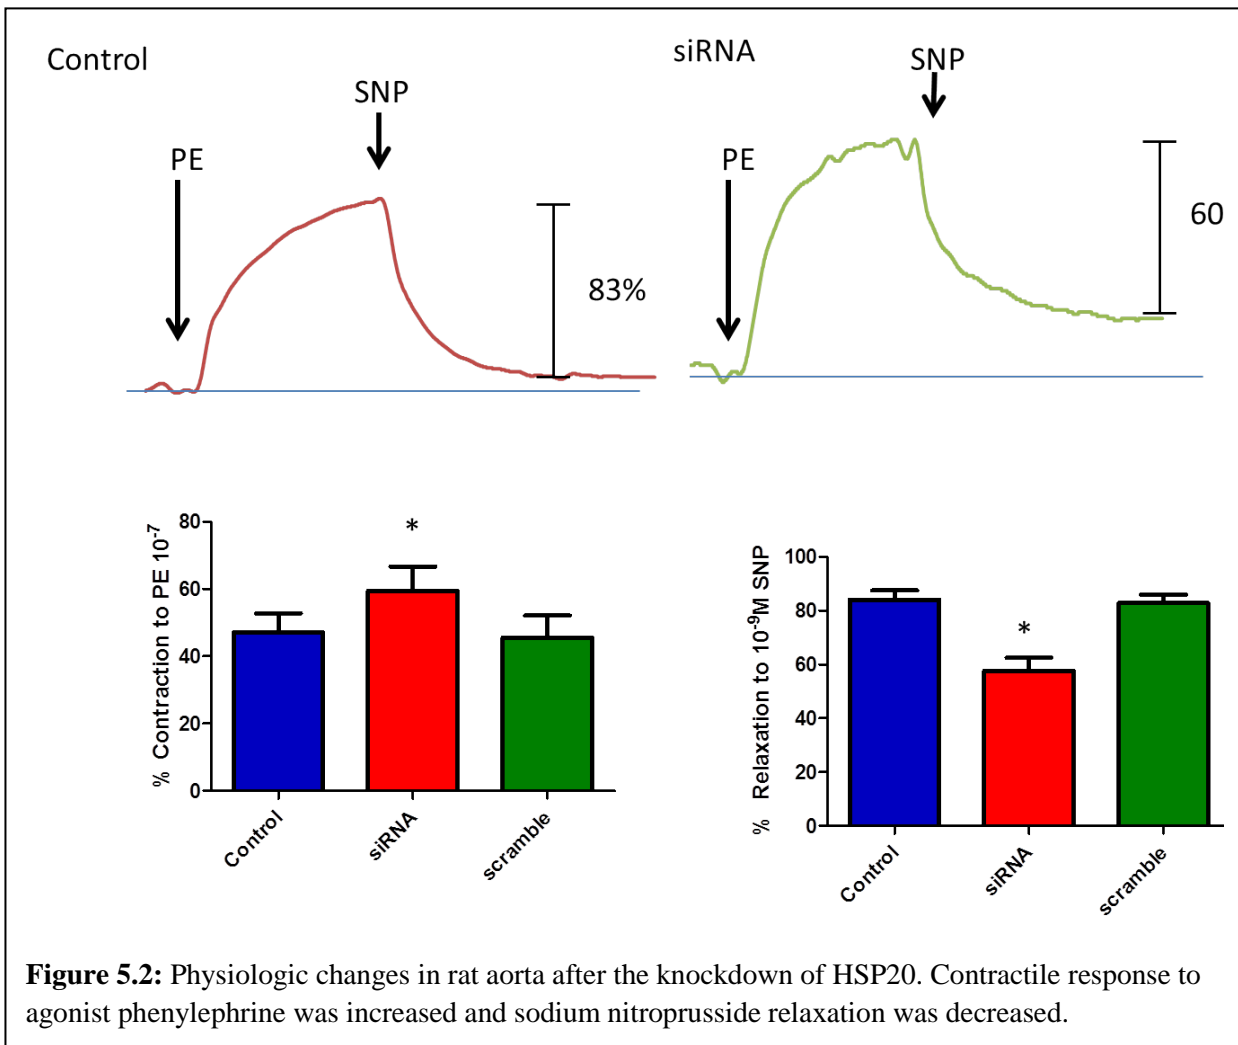 Control
siRNA
SNP
SNP
PE
PE
83%
60
% Contraction to PE 10⁻⁷
80
60
40
20
0
*
Control
siRNA
scramble
% Relaxation to 10⁻⁹M SNP
100
80
60
40
20
0
*
Control
siRNA
scramble
Figure 5.2: Physiologic changes in rat aorta after the knockdown of HSP20. Contractile response to
agonist phenylephrine was increased and sodium nitroprusside relaxation was decreased.